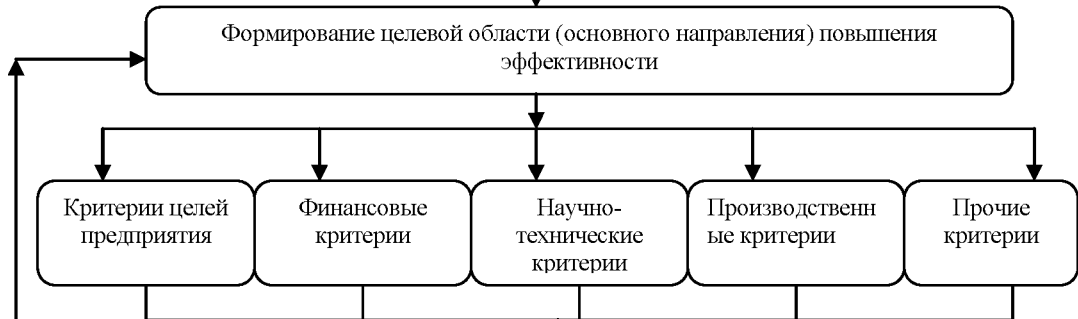 Формирование целевой области (основного направления) повышения
эффективности
Критерии целей
предприятия
Финансовые
критерии
Научно-
технические
критерии
Производственн
ые критерии
Прочие
критерии